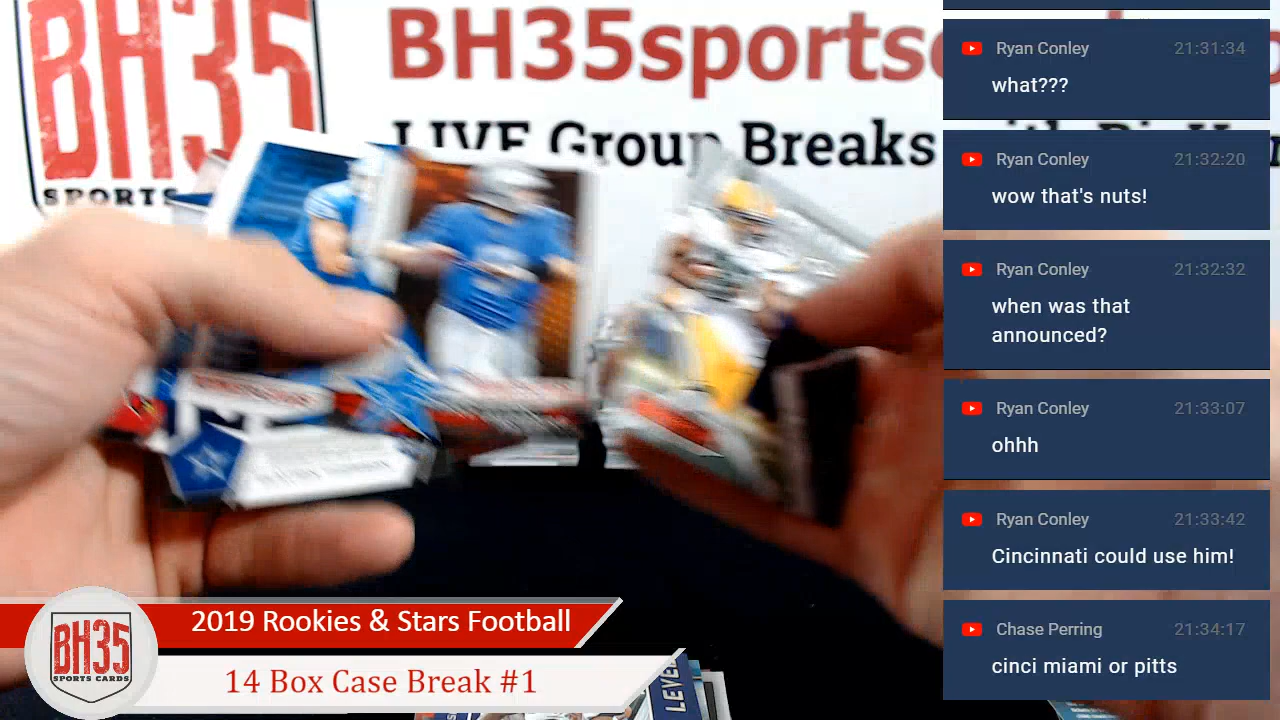 BH35
SPORTS
BH35sportsc
LIVE Group Breaks
Ryan Conley 21:31:34
what???
Ryan Conley 21:32:20
wow that's nuts!
Ryan Conley 21:32:32
when was that
announced?
Ryan Conley 21:33:07
ohhh
Ryan Conley 21:33:42
Cincinnati could use him!
Chase Perring 21:34:17
cinci miami or pitts
2019 Rookies & Stars Football
14 Box Case Break #1
BH35
SPORTS CARDS
LEVEL